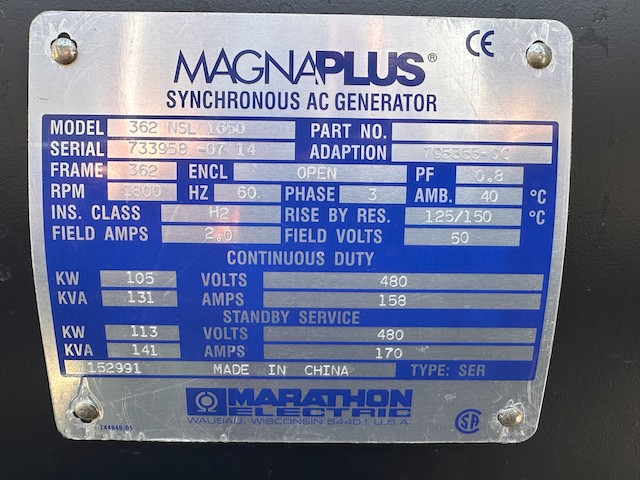 MAGNAPLUS®
CE
SYNCHRONOUS AC GENERATOR
MODEL 362 NSL 1650 PART NO.
SERIAL 733958 -07 14 ADAPTION
FRAME 362 ENCL OPEN PF 0.8
RPM 1800 HZ 60 PHASE 3 AMB. 40 °C
INS. CLASS H2 RISE BY RES. 125/150 °C
FIELD AMPS 2.0 FIELD VOLTS 50
CONTINUOUS DUTY
KW 105 VOLTS 480
KVA 131 AMPS 158
STANDBY SERVICE
KW 113 VOLTS 480
KVA 141 AMPS 170
152991 MADE IN CHINA TYPE: SER
MARATHON
ELECTRIC
WAUSAU, WISCONSIN 54401 U.S.A.
SA